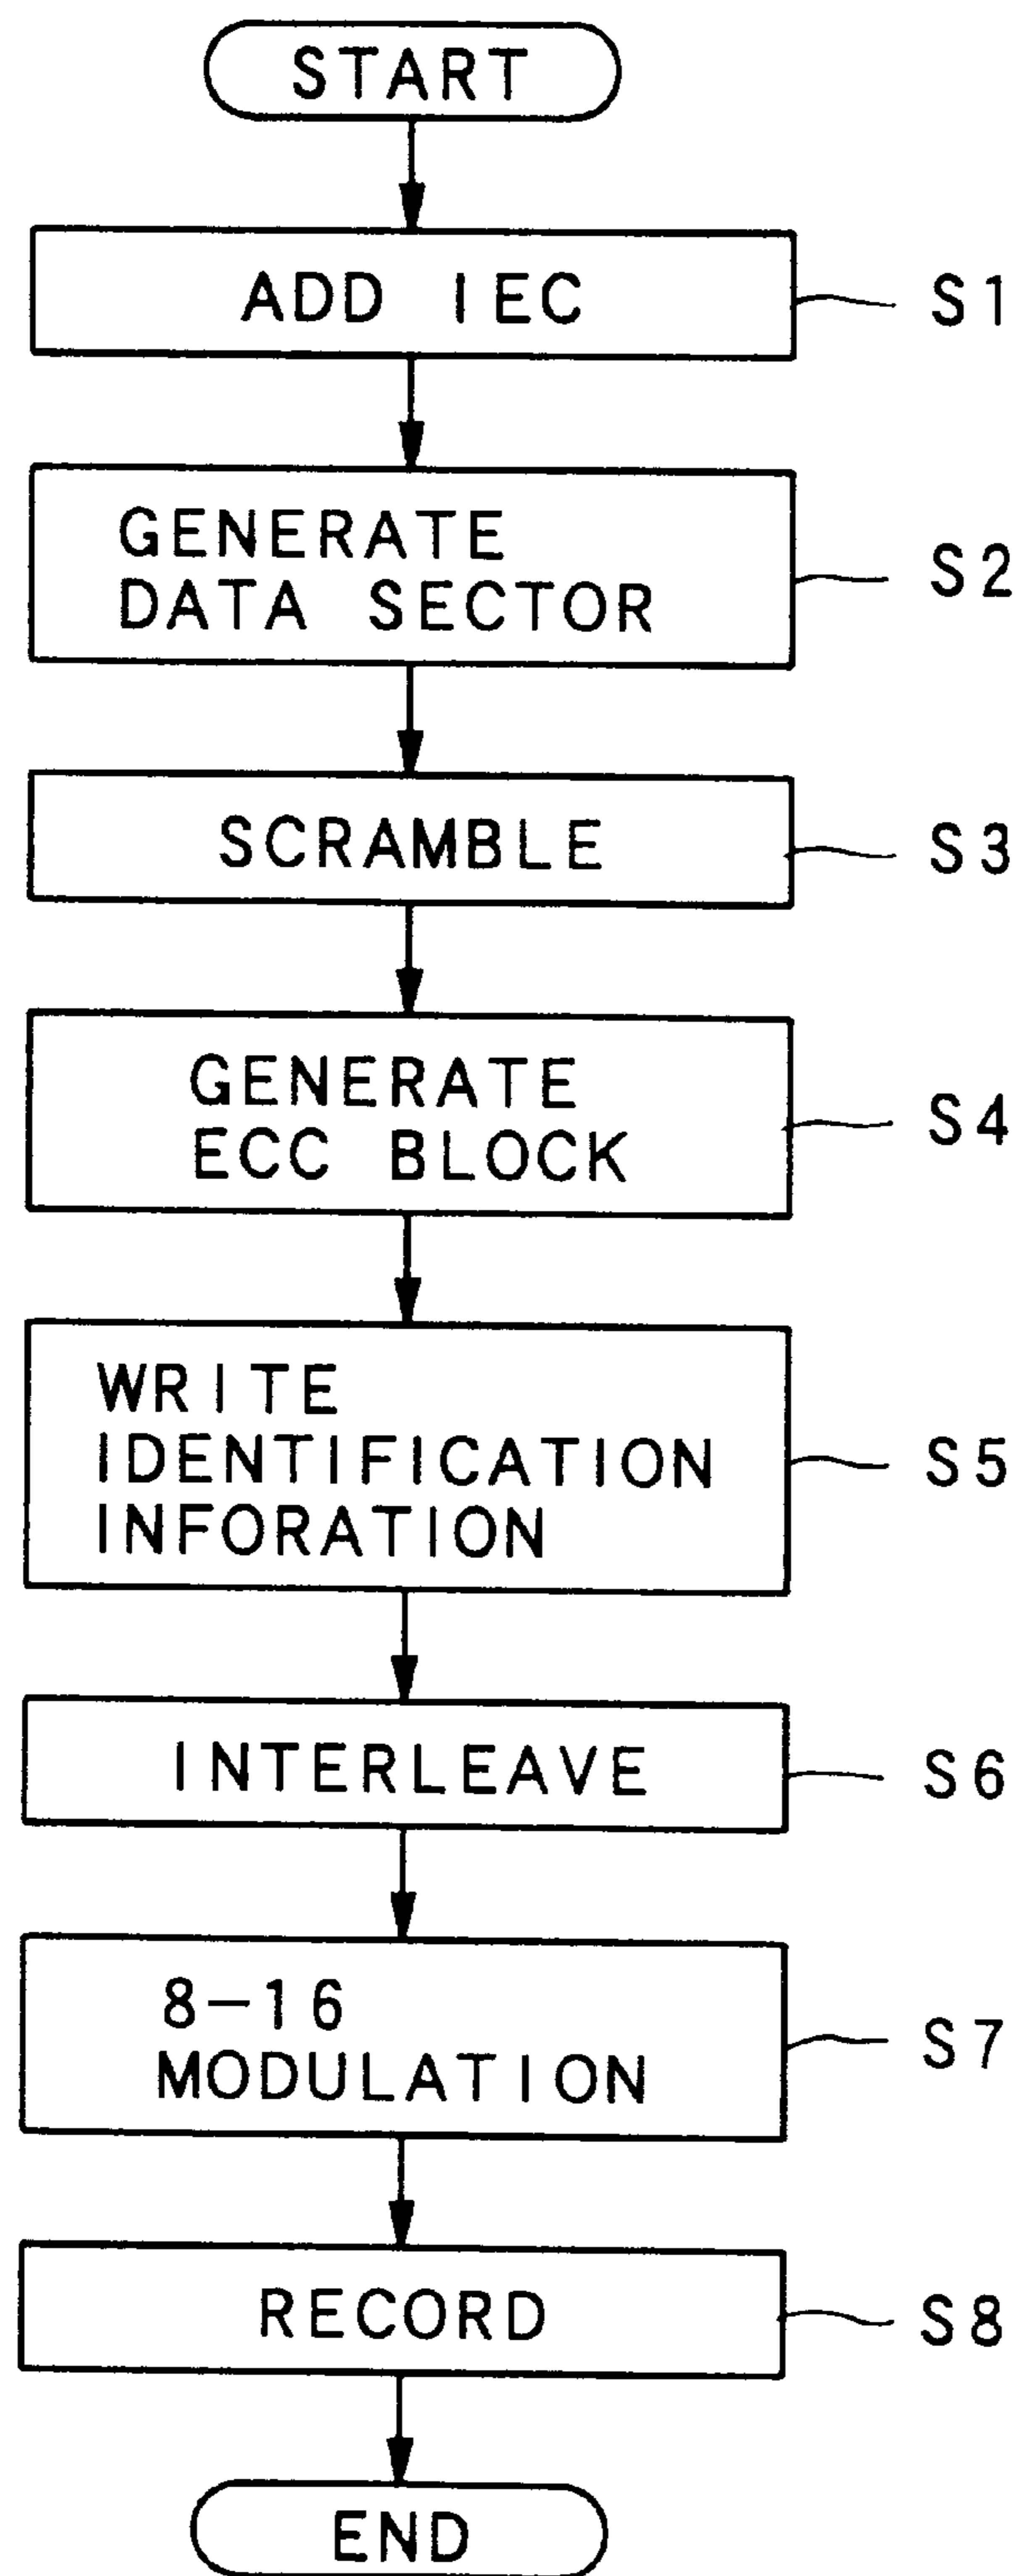 START
ADD IEC
S1
GENERATE
DATA SECTOR
S2
SCRAMBLE
S3
GENERATE
ECC BLOCK
S4
WRITE
IDENTIFICATION
INFORATION
S5
INTERLEAVE
S6
8-16
MODULATION
S7
RECORD
S8
END